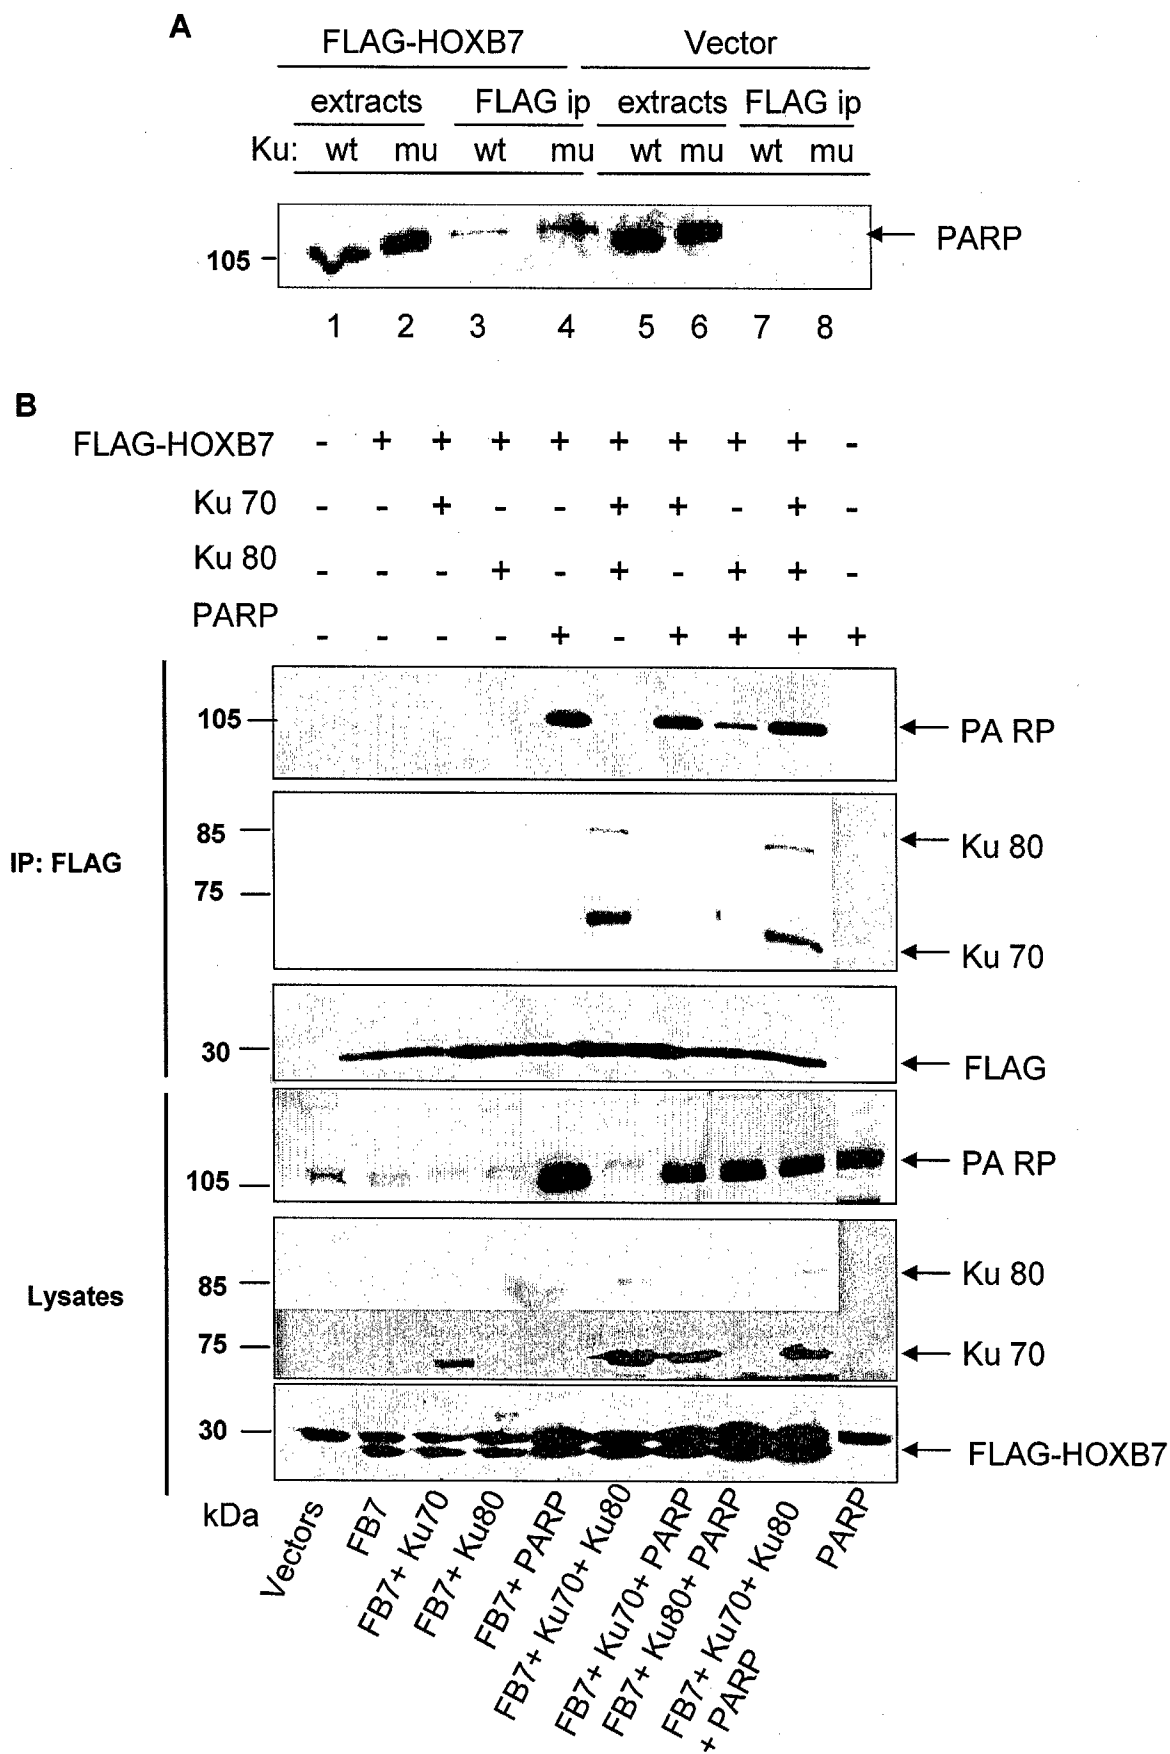 A
FLAG-HOXB7 Vector
extracts FLAG ip extracts FLAG ip
Ku: wt mu wt mu wt mu wt mu
105 PARP
1 2 3 4 5 6 7 8
B
FLAG-HOXB7 - + + + + + + + + -
Ku 70 - - + - - + + - + -
Ku 80 - - - + - + - + + -
PARP - - - - + - + + + +
105 PA RP
85 Ku 80
IP: FLAG
75
Ku 70
30 FLAG
105 PA RP
85 Ku 80
Lysates
75 Ku 70
30 FLAG-HOXB7
kDa
Vectors
FB7
FB7+ Ku70
FB7+ Ku80
FB7+ PARP
FB7+ Ku70+ Ku80
FB7+ Ku70+ PARP
FB7+ Ku80+ PARP
FB7+ Ku70+ Ku80
+ PARP
PARP